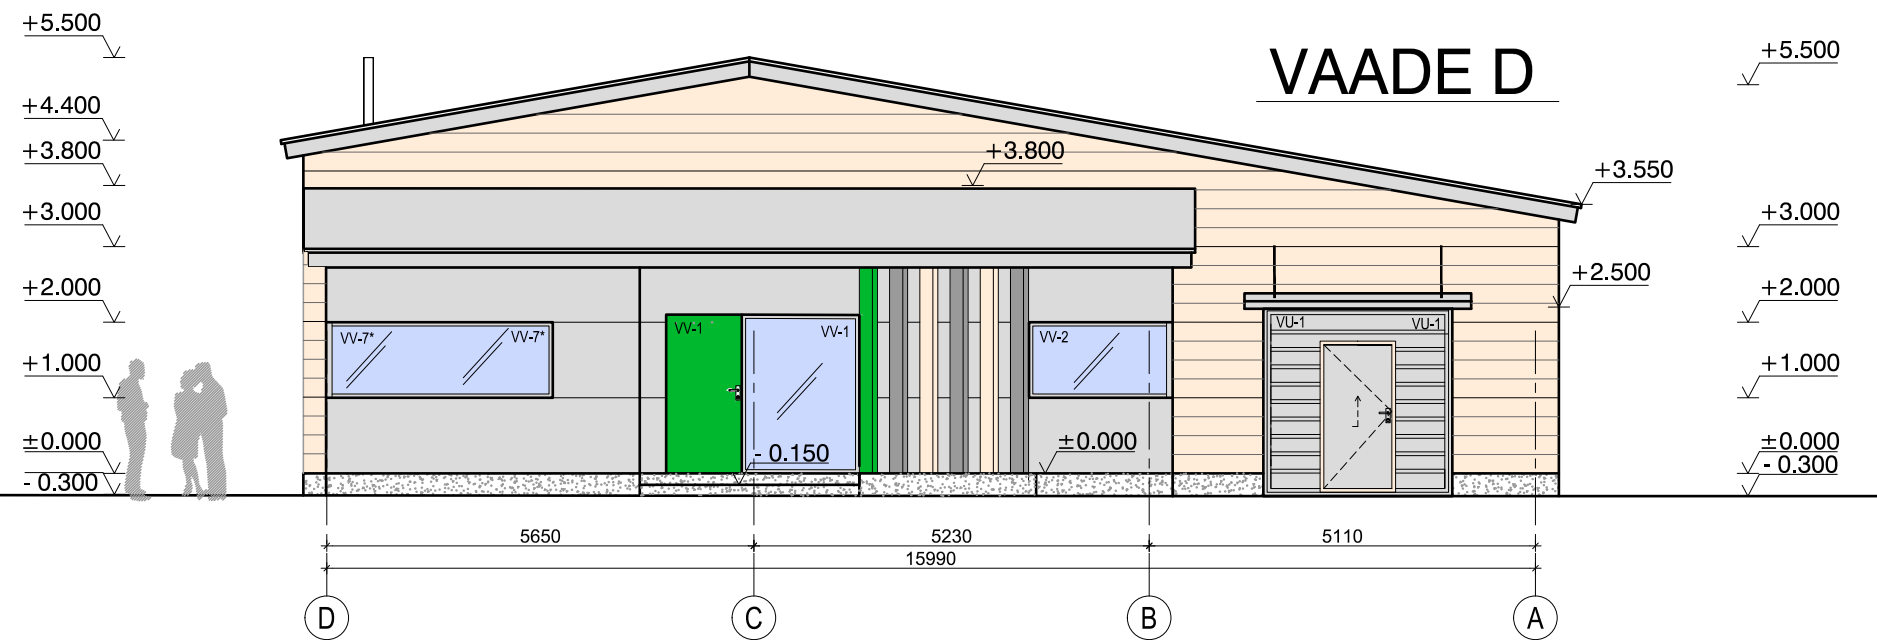 VAADE D
+5.500
+4.400
+3.800
+3.000
+2.000
+1.000
±0.000
- 0.300
+3.800
+3.550
+2.500
+5.500
+3.000
+2.000
+1.000
±0.000
- 0.300
VV-7* VV-7*
VV-1 VV-1
VV-2
VU-1 VU-1
- 0.150
±0.000
5650 5230 5110
15990
D C B A